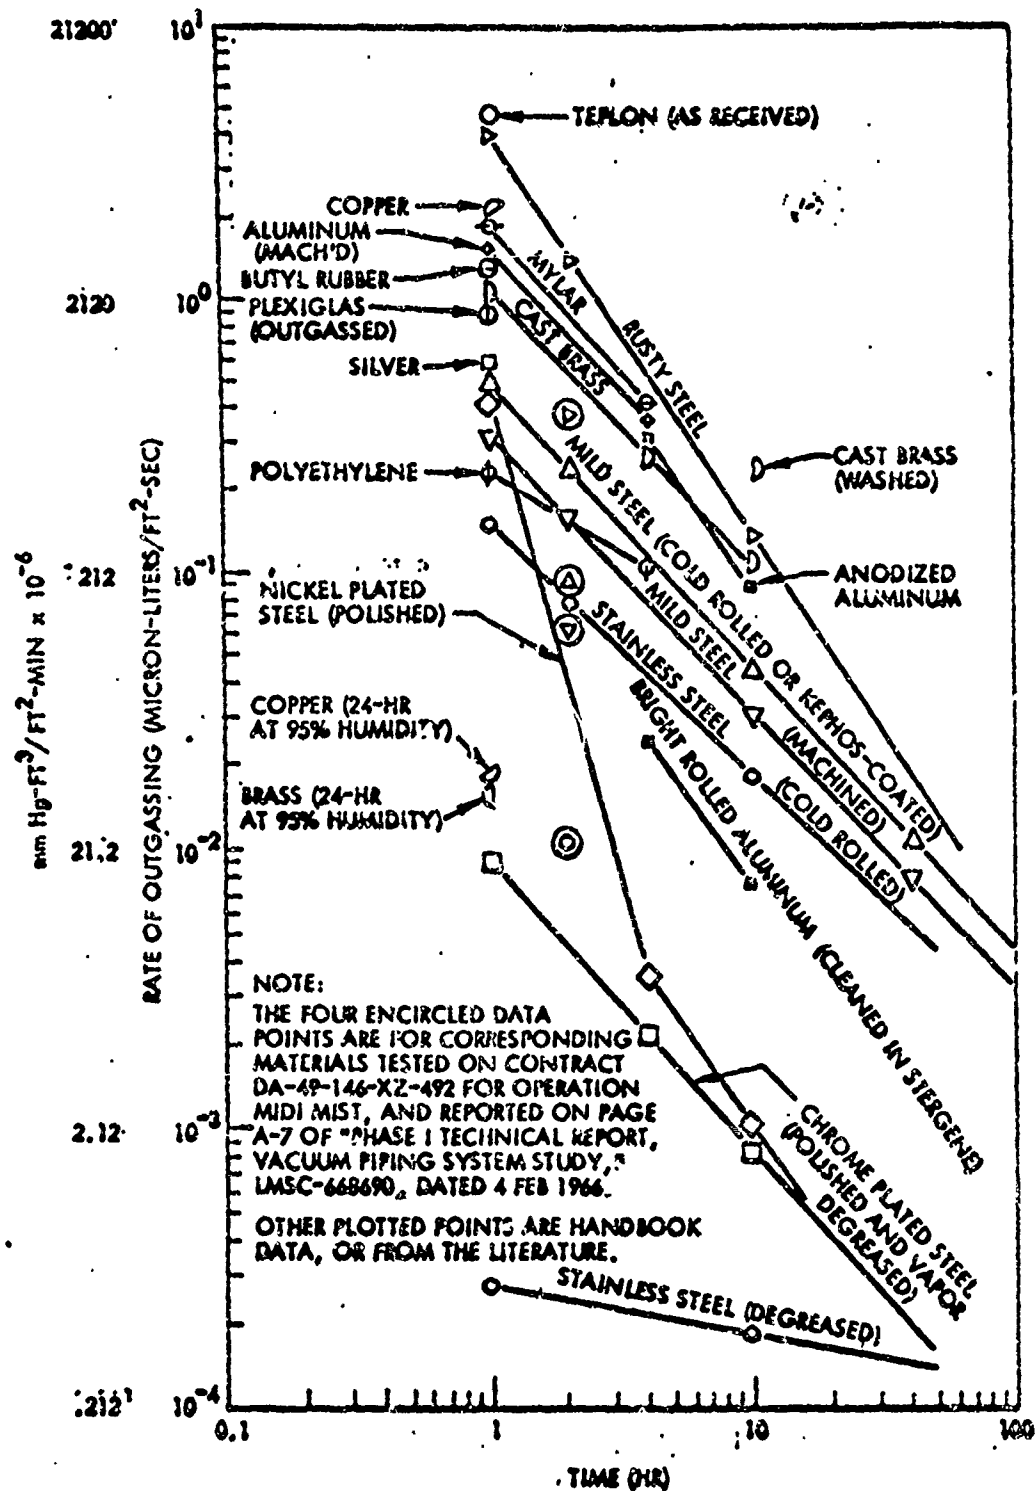 21200
10¹
2120
10⁰
212
10⁻¹
21.2
10⁻²
2.12
10⁻³
.212
10⁻⁴
mm Hg-FT³/FT²-MIN x 10⁻⁶
RATE OF OUTGASSING (MICRON-LITERS/FT²-SEC)
TEFLON (AS RECEIVED)
COPPER
ALUMINUM
(MACH'D)
BUTYL RUBBER
PLEXIGLAS
(OUTGASSED)
SILVER
POLYETHYLENE
NICKEL PLATED
STEEL (POLISHED)
COPPER (24-HR
AT 95% HUMIDITY)
BRASS (24-HR
AT 95% HUMIDITY)
MYLAR
CAST BRASS
RUSTY STEEL
CAST BRASS
(WASHED)
ANODIZED
ALUMINUM
MILD STEEL (COLD ROLLED OR KEPHOS-COATED)
MILD STEEL (MACHINED)
STAINLESS STEEL (COLD ROLLED)
BRIGHT ROLLED ALUMINUM (CLEANED IN STERGENE)
CHROME PLATED STEEL
(POLISHED AND VAPOR
DEGREASED)
STAINLESS STEEL (DEGREASED)
NOTE:
THE FOUR ENCIRCLED DATA
POINTS ARE FOR CORRESPONDING
MATERIALS TESTED ON CONTRACT
DA-49-146-XZ-492 FOR OPERATION
MIDI MIST, AND REPORTED ON PAGE
A-7 OF "PHASE I TECHNICAL REPORT,
VACUUM PIPING SYSTEM STUDY,"
LMSC-668690, DATED 4 FEB 1966.
OTHER PLOTTED POINTS ARE HANDBOOK
DATA, OR FROM THE LITERATURE.
0.1
1
10
100
TIME (HR)